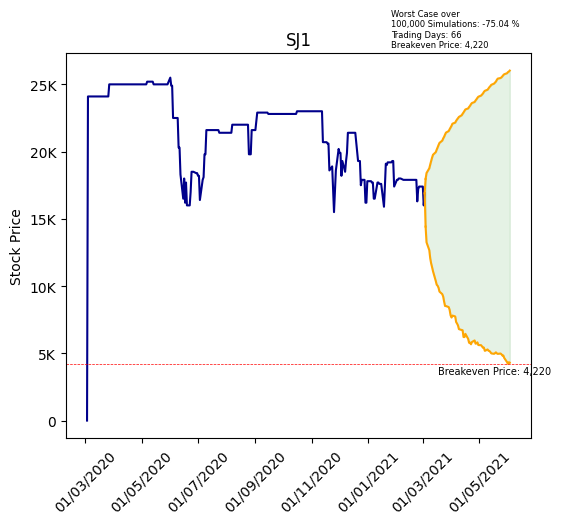 Worst Case over
100,000 Simulations: -75.04 %
Trading Days: 66
Breakeven Price: 4,220
SJ1
Stock Price
25K
20K
15K
10K
5K
0
Breakeven Price: 4,220
01/03/2020
01/05/2020
01/07/2020
01/09/2020
01/11/2020
01/01/2021
01/03/2021
01/05/2021